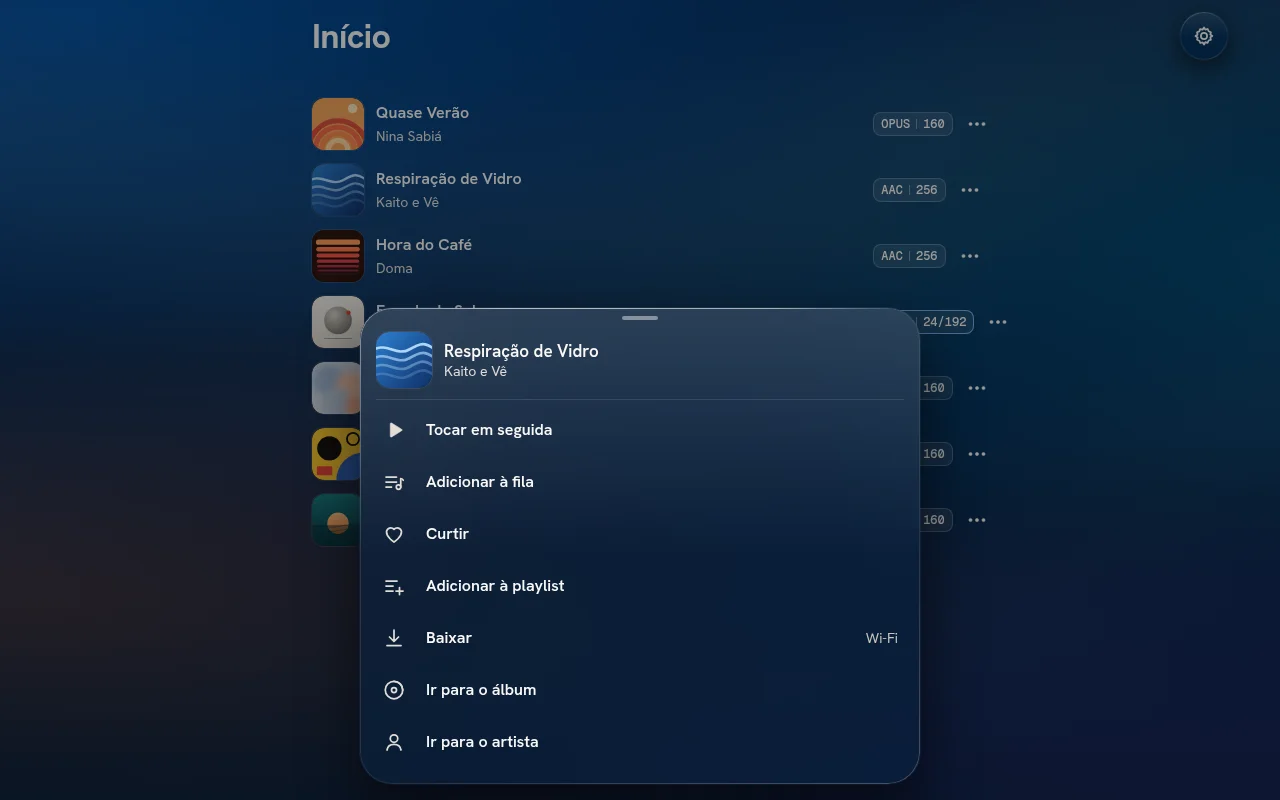 Início
Quase Verão
Nina Sabiá
OPUS | 160
Respiração de Vidro
Kaito e Vê
AAC | 256
Hora do Café
Doma
AAC | 256
24/192
160
160
160
Respiração de Vidro
Kaito e Vê
Tocar em seguida
Adicionar à fila
Curtir
Adicionar à playlist
Baixar
Wi-Fi
Ir para o álbum
Ir para o artista